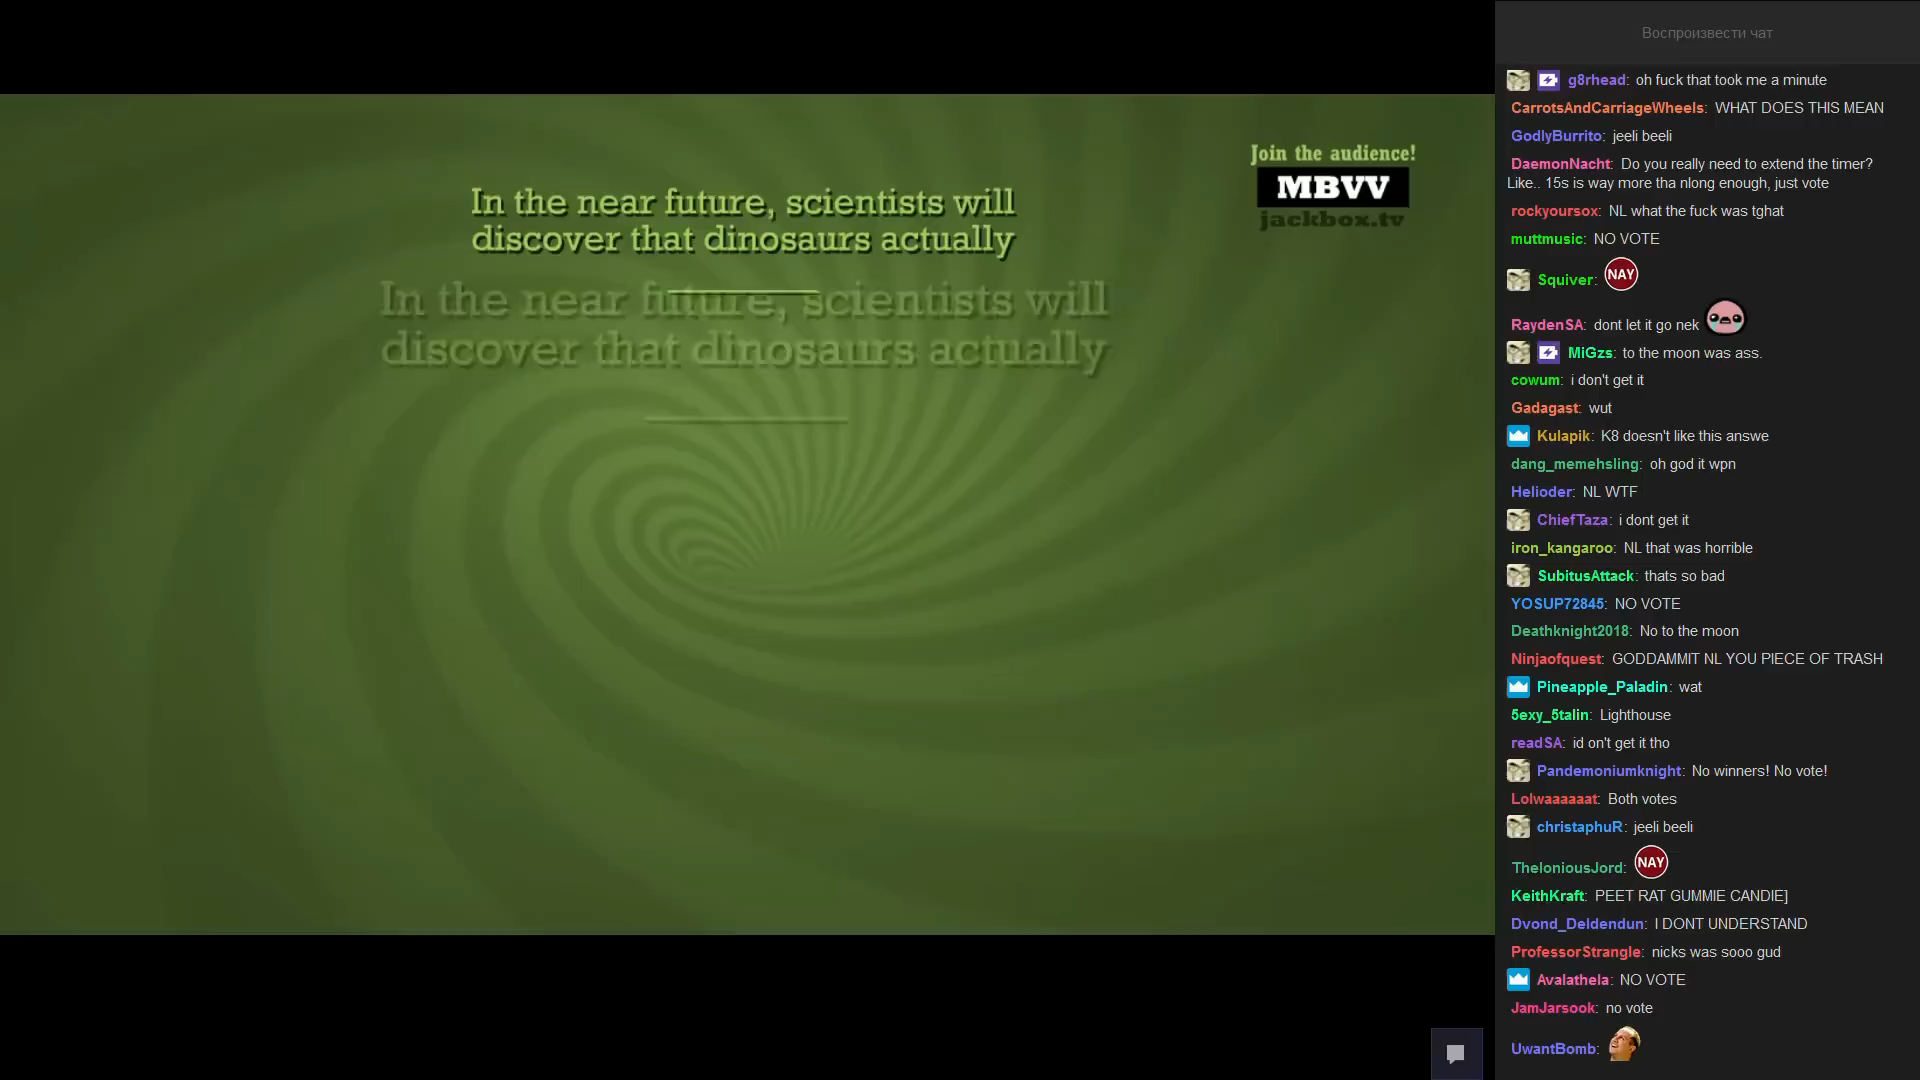 In the near future, scientists will
discover that dinosaurs actually
In the near future, scientists will
discover that dinosaurs actually
Join the audience!
MBVV
jackbox.tv
Воспроизвести чат
g8rhead: oh fuck that took me a minute
CarrotsAndCarriageWheels: WHAT DOES THIS MEAN
GodlyBurrito: jeeli beeli
DaemonNacht: Do you really need to extend the timer?
Like.. 15s is way more tha nlong enough, just vote
rockyoursox: NL what the fuck was tghat
muttmusic: NO VOTE
Squiver: NAY
RaydenSA: dont let it go nek
MiGzs: to the moon was ass.
cowum: i don't get it
Gadagast: wut
Kulapik: K8 doesn't like this answe
dang_memehsling: oh god it wpn
Helioder: NL WTF
ChiefTaza: i dont get it
iron_kangaroo: NL that was horrible
SubitusAttack: thats so bad
YOSUP72845: NO VOTE
Deathknight2018: No to the moon
Ninjaofquest: GODDAMMIT NL YOU PIECE OF TRASH
Pineapple_Paladin: wat
5exy_5talin: Lighthouse
readSA: id on't get it tho
Pandemoniumknight: No winners! No vote!
Lolwaaaaaat: Both votes
christaphuR: jeeli beeli
TheloniousJord: NAY
KeithKraft: PEET RAT GUMMIE CANDIE]
Dvond_Deldendun: I DONT UNDERSTAND
ProfessorStrangle: nicks was sooo gud
Avalathela: NO VOTE
JamJarsook: no vote
UwantBomb: